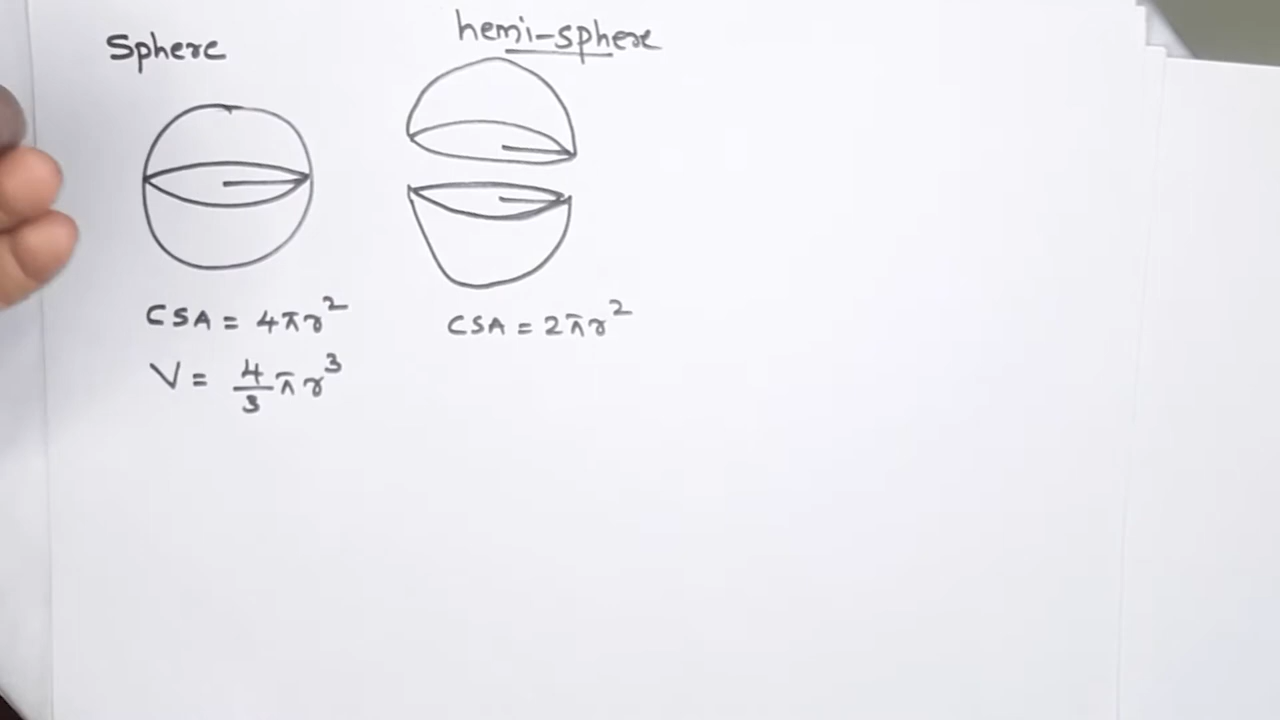 Sphere
hemi-sphere
CSA = 4πr²
V = 4/3 πr³
CSA = 2πr²